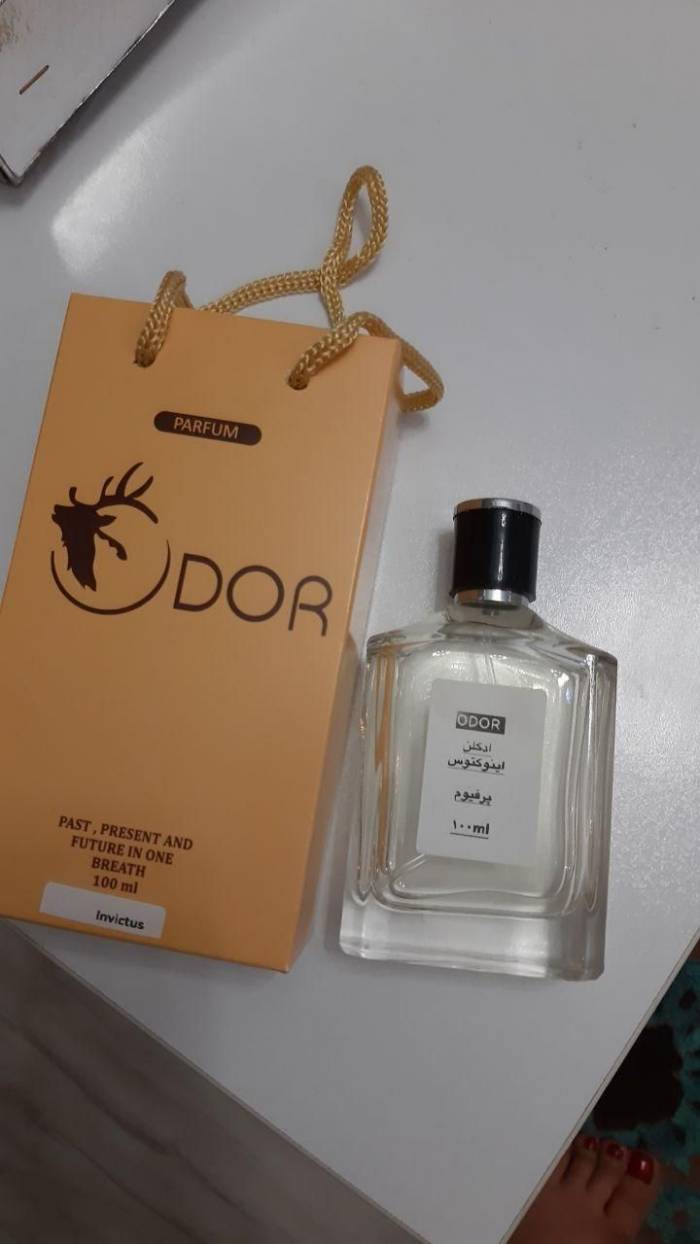 PARFUM
ODOR
PAST , PRESENT AND
FUTURE IN ONE
BREATH
100 ml
Invictus
ODOR
ادکلن
اینوکتوس
پرفیوم
۱۰۰ml